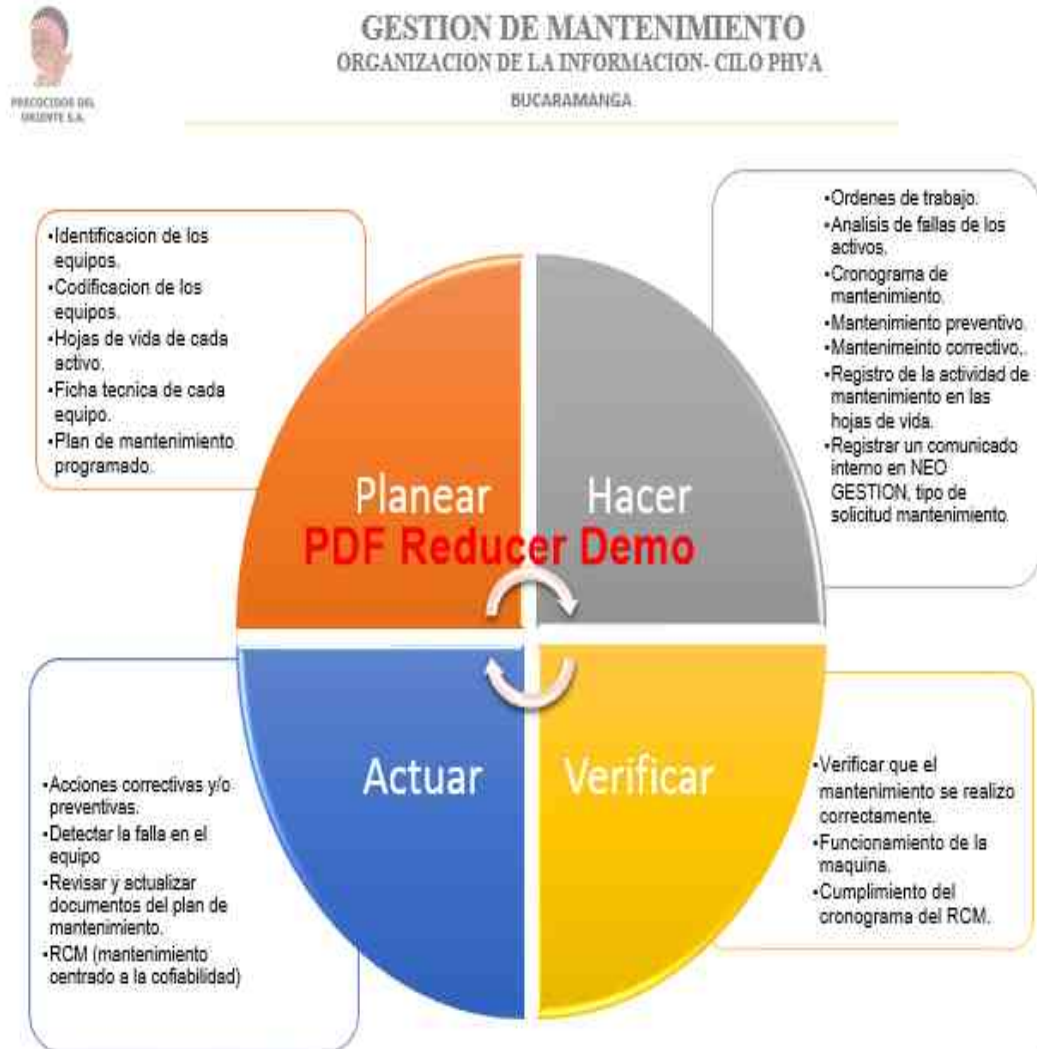 PRECOCIDOS DEL
ORIENTE S.A.
GESTION DE MANTENIMIENTO
ORGANIZACION DE LA INFORMACION- CILO PHVA
BUCARAMANGA
•Identificacion de los
equipos.
•Codificacion de los
equipos.
•Hojas de vida de cada
activo.
•Ficha tecnica de cada
equipo.
•Plan de mantenimiento
programado.
•Ordenes de trabajo.
•Analisis de fallas de los
activos.
•Cronograma de
mantenimiento.
•Mantenimiento preventivo.
•Mantenimeinto correctivo..
•Registro de la actividad de
mantenimiento en las
hojas de vida.
•Registrar un comunicado
interno en NEO
GESTION, tipo de
solicitud mantenimiento.
Planear
Hacer
PDF Reducer Demo
Actuar
Verificar
•Acciones correctivas y/o
preventivas.
•Detectar la falla en el
equipo
•Revisar y actualizar
documentos del plan de
mantenimiento.
•RCM (mantenimiento
centrado a la cofiabilidad)
•Verificar que el
mantenimiento se realizo
correctamente.
•Funcionamiento de la
maquina.
•Cumplimiento del
cronograma del RCM.